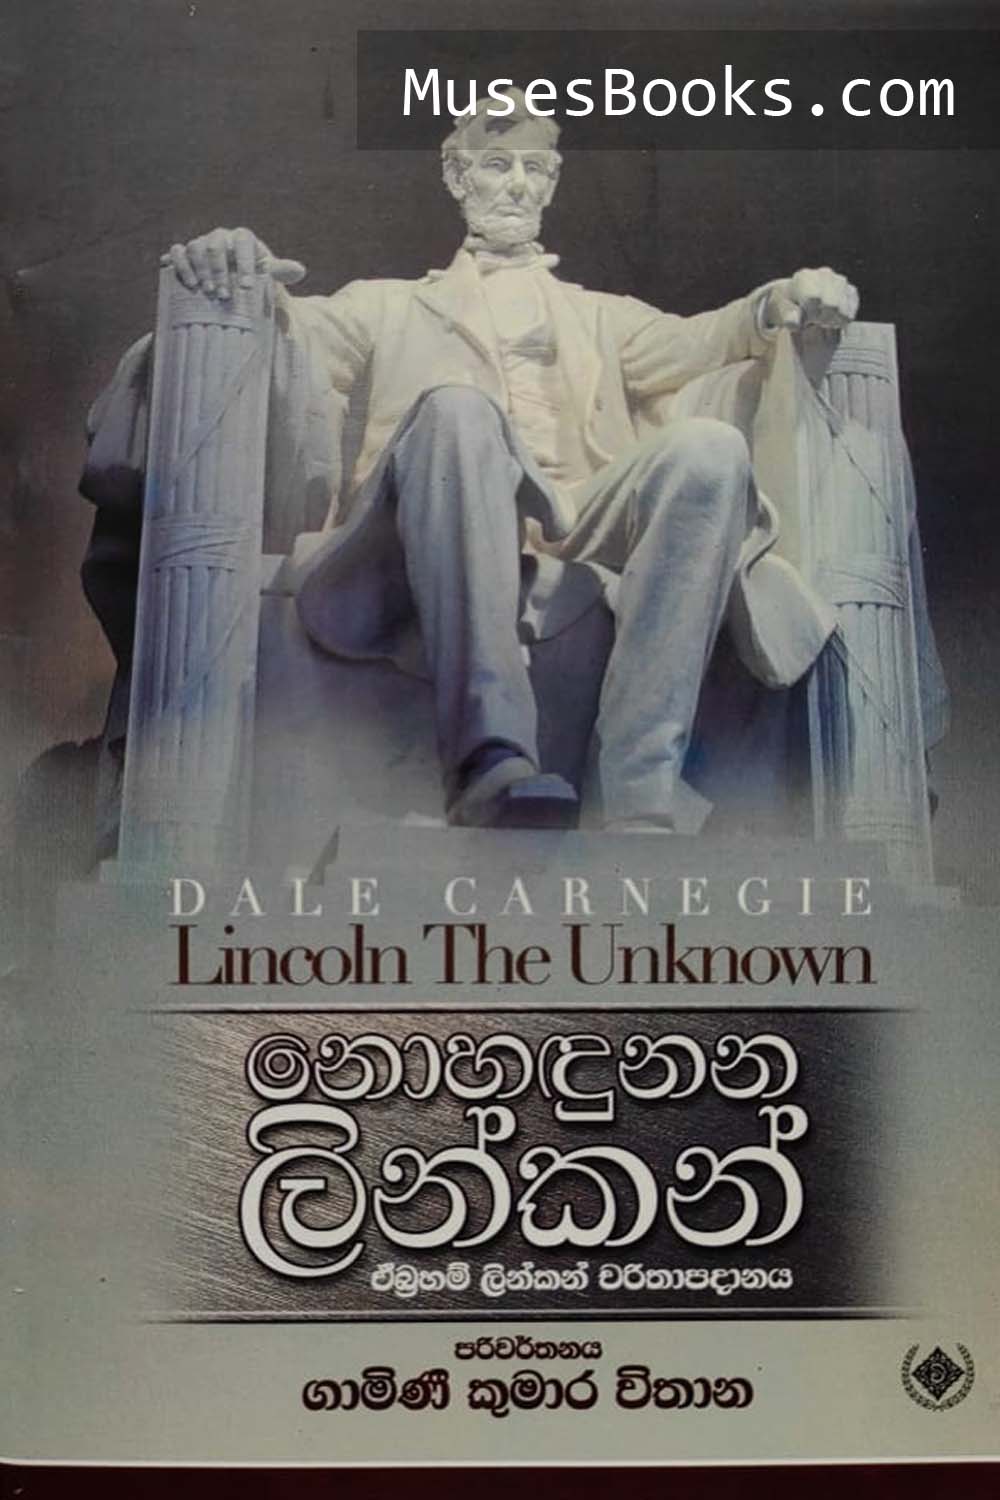 MusesBooks.com
DALE CARNEGIE
Lincoln The Unknown
නොහඳුනන
ලින්කන්
ඒබ්‍රහම් ලින්කන් චරිතාපදානය
පරිවර්තනය
ගාමිණී කුමාර විතාන